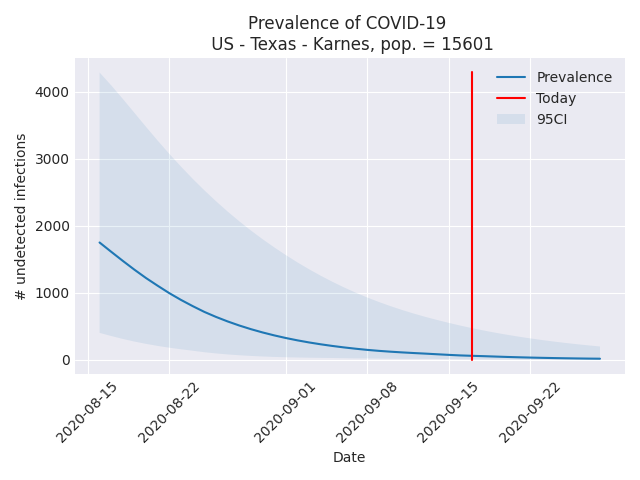 Prevalence of COVID-19
US - Texas - Karnes, pop. = 15601
Prevalence
Today
95CI
# undetected infections
4000
3000
2000
1000
0
2020-08-15
2020-08-22
2020-09-01
2020-09-08
2020-09-15
2020-09-22
Date